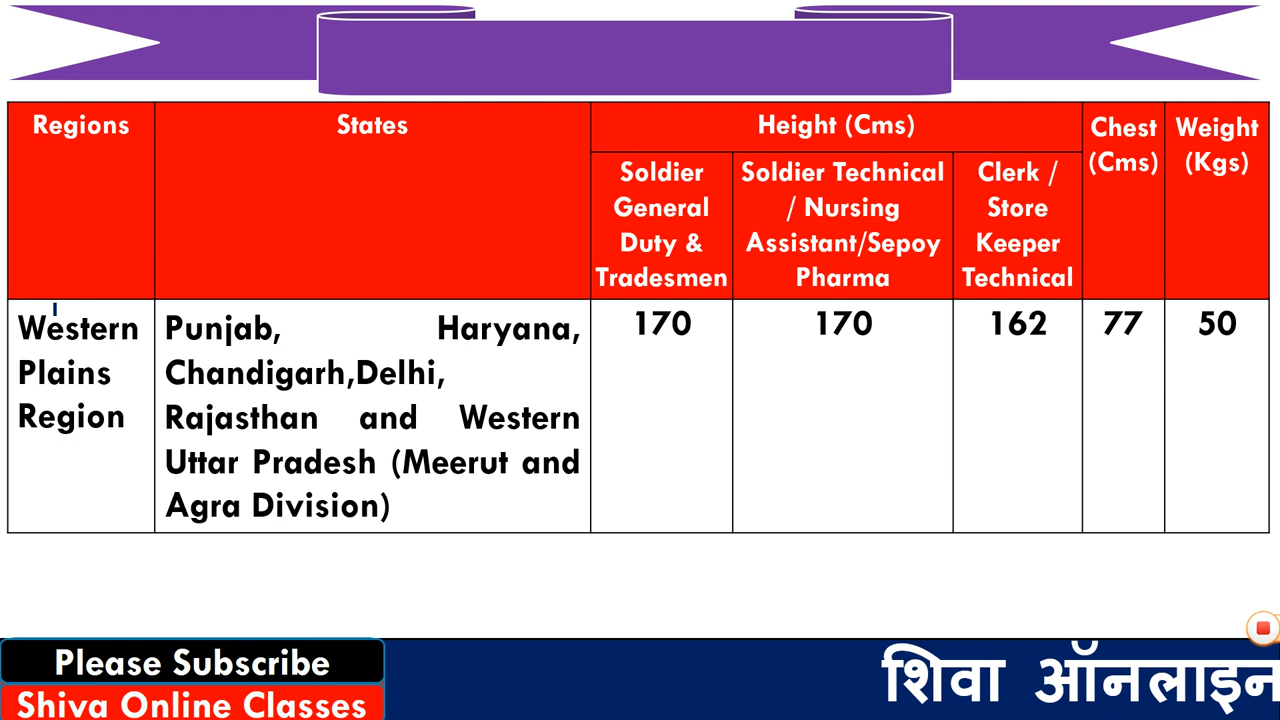 Regions
States
Height (Cms)
Chest
(Cms)
Weight
(Kgs)
Soldier
General
Duty &
Tradesmen
Soldier Technical
/ Nursing
Assistant/Sepoy
Pharma
Clerk /
Store
Keeper
Technical
Western
Plains
Region
Punjab, Haryana,
Chandigarh,Delhi,
Rajasthan and Western
Uttar Pradesh (Meerut and
Agra Division)
170
170
162
77
50
Please Subscribe
Shiva Online Classes
शिवा ऑनलाइन